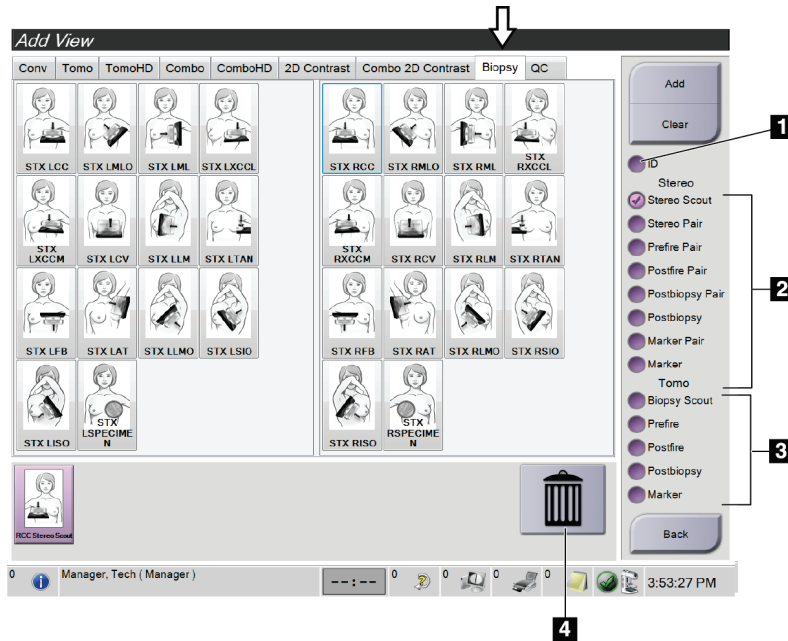 Add View
Conv Tomo TomoHD Combo ComboHD 2D Contrast Combo 2D Contrast Biopsy QC
STX LCC STX LMLO STX LML STX LXCCL
STX RCC STX RMLO STX RML STX
RXCCL
STX
LXCCM STX LCV STX LLM STX LTAN
STX
RXCCM STX RCV STX RLM STX RTAN
STX LFB STX LAT STX LLMO STX LSIO
STX RFB STX RAT STX RLMO STX RSIO
STX LISO STX
LSPECIME
N
STX RISO STX
RSPECIME
N
Add
Clear
1
ID
Stereo
Stereo Scout
Stereo Pair
Prefire Pair
Postfire Pair
Postbiopsy Pair
Postbiopsy
Marker Pair
Marker
2
Tomo
Biopsy Scout
Prefire
Postfire
Postbiopsy
Marker
3
Back
RCC Stereo Scout
0 Manager, Tech ( Manager ) --:-- 0 0 0 0 3:53:27 PM
4